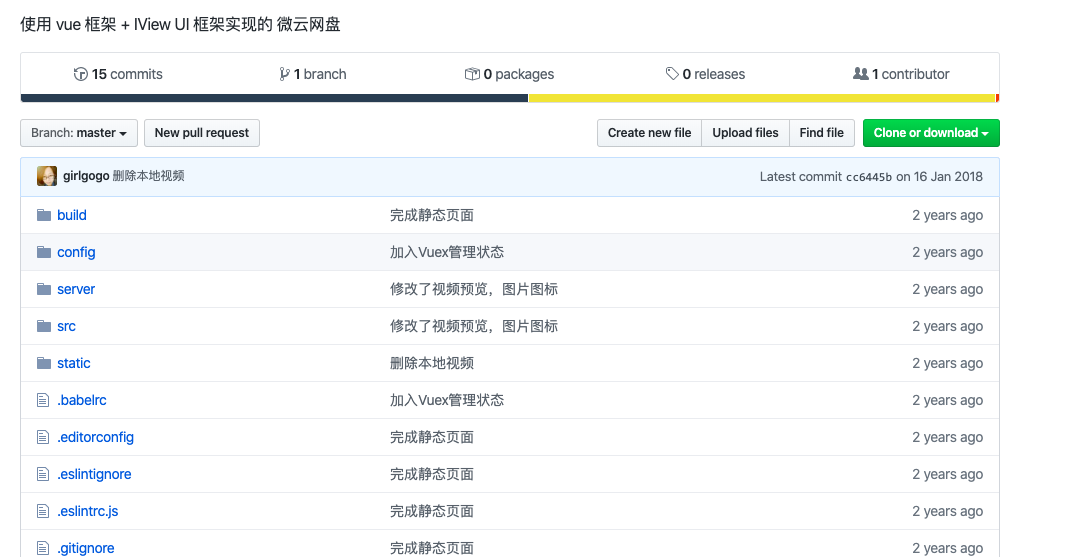 使用 vue 框架 + IView UI 框架实现的 微云网盘
15 commits 1 branch 0 packages 0 releases 1 contributor
Branch: master New pull request Create new file Upload files Find file Clone or download
girlgogo 删除本地视频 Latest commit cc6445b on 16 Jan 2018
build 完成静态页面 2 years ago
config 加入Vuex管理状态 2 years ago
server 修改了视频预览，图片图标 2 years ago
src 修改了视频预览，图片图标 2 years ago
static 删除本地视频 2 years ago
.babelrc 加入Vuex管理状态 2 years ago
.editorconfig 完成静态页面 2 years ago
.eslintignore 完成静态页面 2 years ago
.eslintrc.js 完成静态页面 2 years ago
.gitignore 完成静态页面 2 years ago